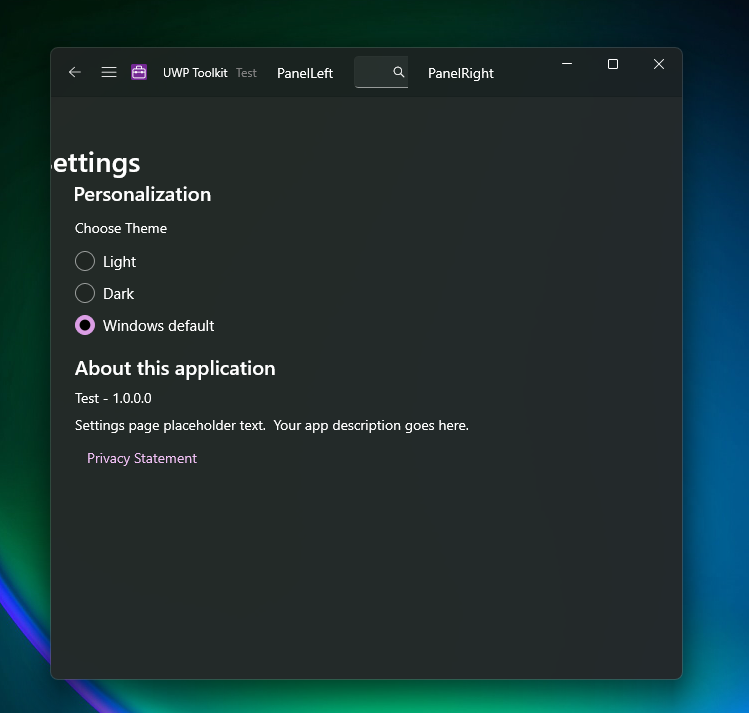 UWP Toolkit Test PanelLeft PanelRight
ettings
Personalization
Choose Theme
Light
Dark
Windows default
About this application
Test - 1.0.0.0
Settings page placeholder text.  Your app description goes here.
Privacy Statement